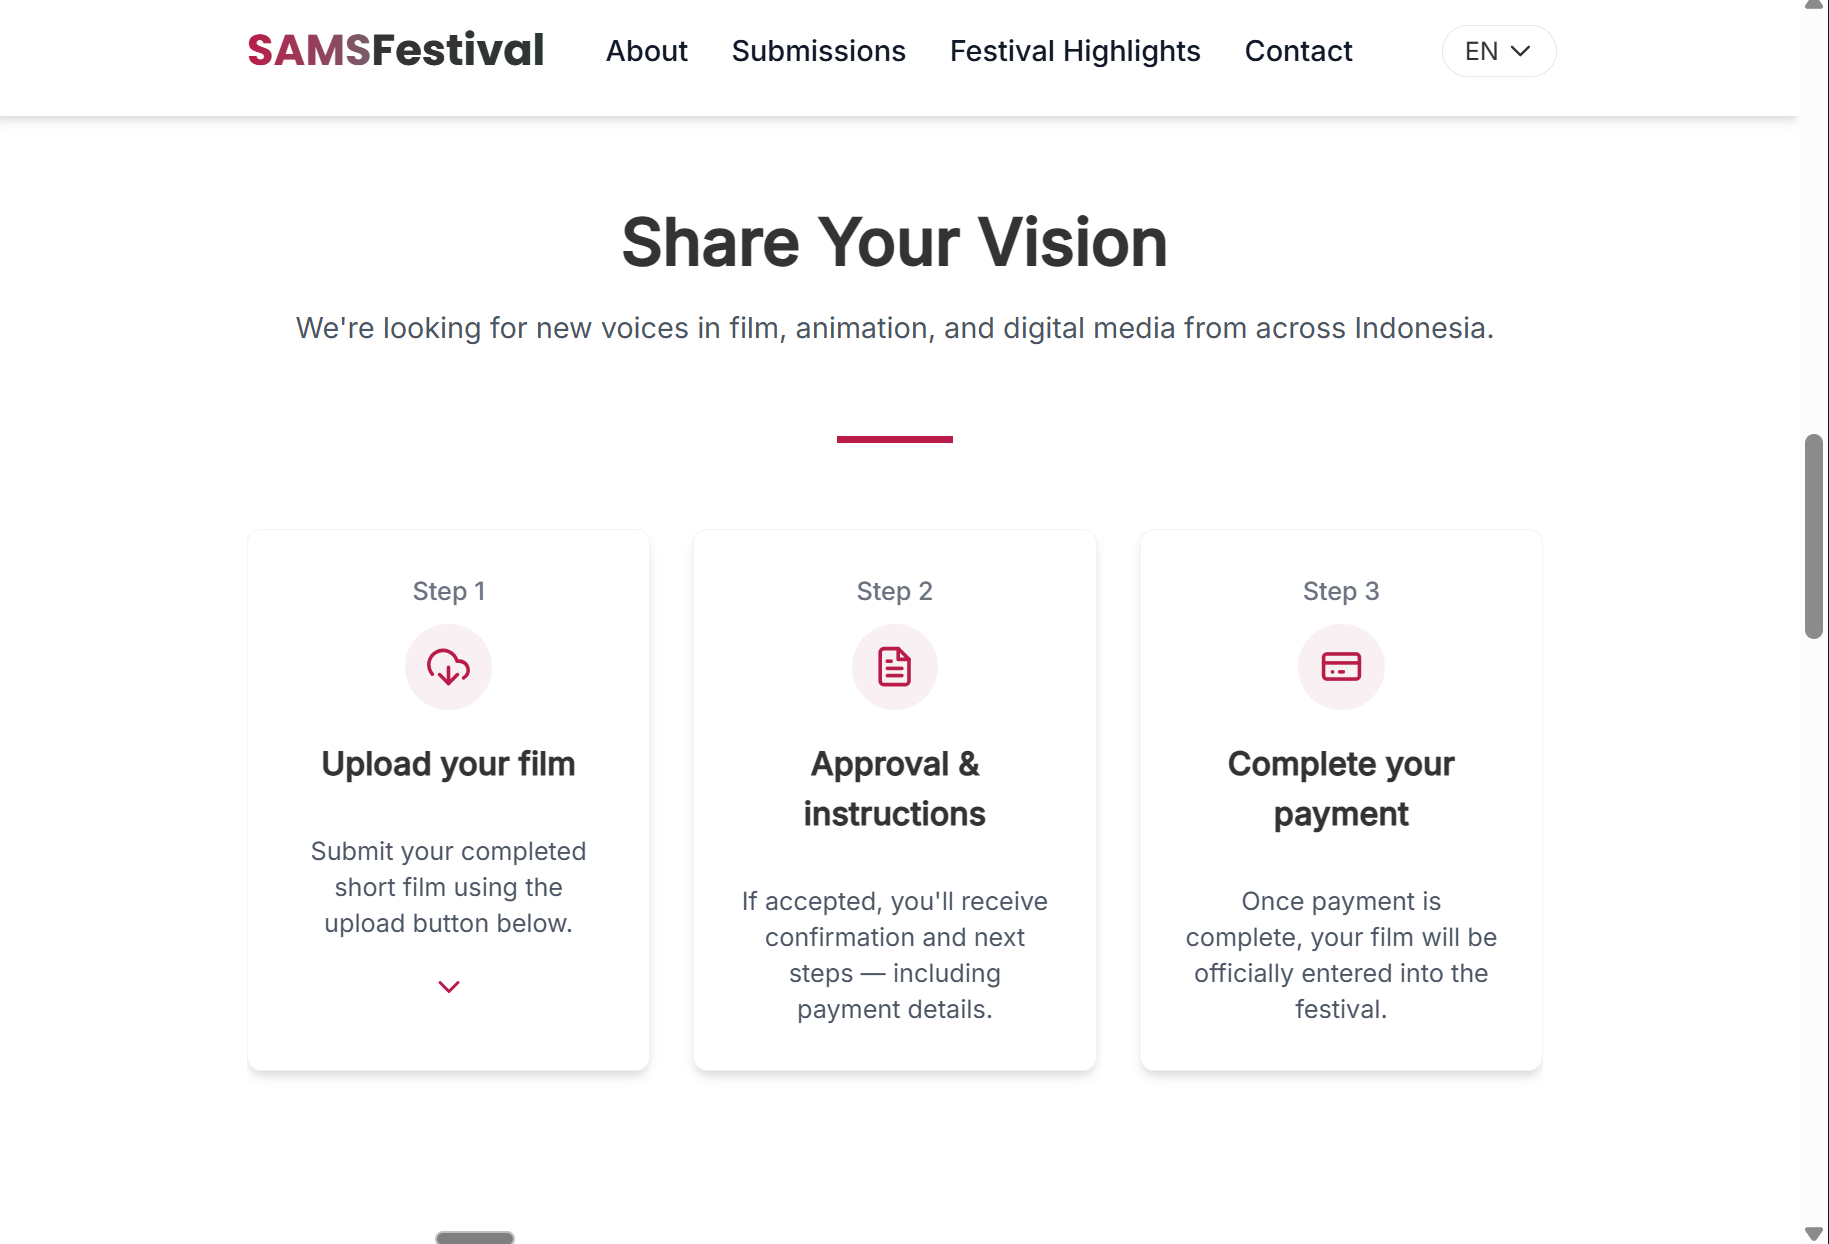 SAMSFestival
About
Submissions
Festival Highlights
Contact
EN
Share Your Vision
We're looking for new voices in film, animation, and digital media from across Indonesia.
Step 1
Upload your film
Submit your completed
short film using the
upload button below.
Step 2
Approval &
instructions
If accepted, you'll receive
confirmation and next
steps — including
payment details.
Step 3
Complete your
payment
Once payment is
complete, your film will be
officially entered into the
festival.